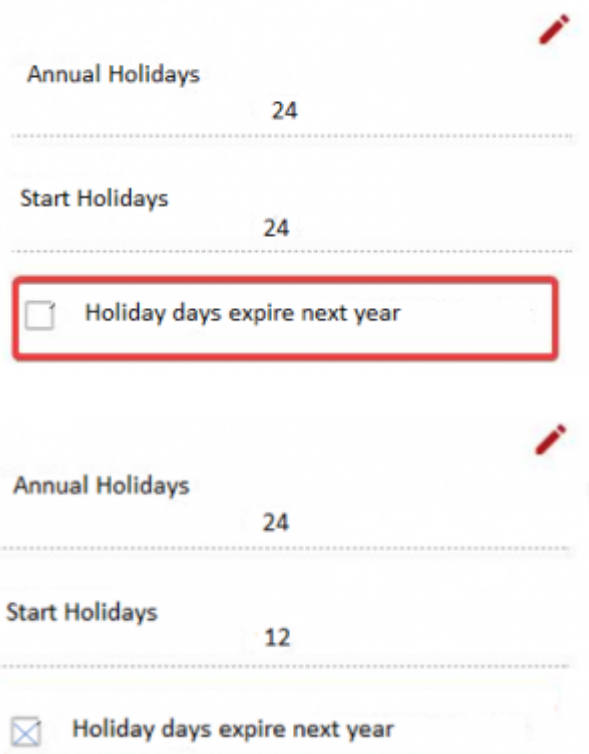 Annual Holidays
24
Start Holidays
24
Holiday days expire next year
Annual Holidays
24
Start Holidays
12
Holiday days expire next year